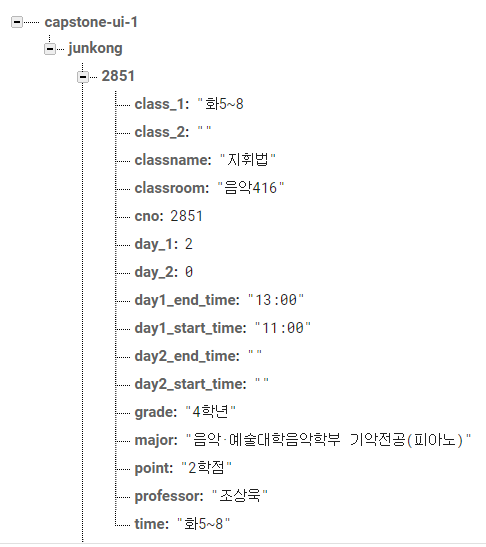 capstone-ui-1
junkong
2851
class_1: "화5~8
class_2: ""
classname: "지휘법"
classroom: "음악416"
cno: 2851
day_1: 2
day_2: 0
day1_end_time: "13:00"
day1_start_time: "11:00"
day2_end_time: ""
day2_start_time: ""
grade: "4학년"
major: "음악·예술대학음악학부 기악전공(피아노)"
point: "2학점"
professor: "조상욱"
time: "화5~8"